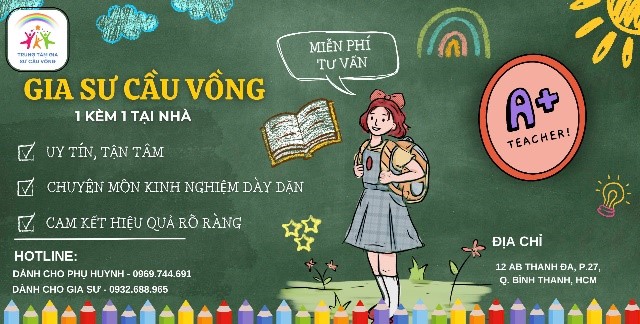 TRUNG TÂM GIA
SƯ CẦU VỒNG
MIỄN PHÍ
TƯ VẤN
GIA SƯ CẦU VỒNG
1 KÈM 1 TẠI NHÀ
A+
TEACHER!
UY TÍN, TẬN TÂM
CHUYÊN MÔN KINH NGHIỆM DÀY DẶN
CAM KẾT HIỆU QUẢ RÕ RÀNG
HOTLINE:
DÀNH CHO PHỤ HUYNH - 0969.744.691
DÀNH CHO GIA SƯ - 0932.688.965
ĐỊA CHỈ
12 AB THANH ĐA, P.27,
Q. BÌNH THẠNH, HCM